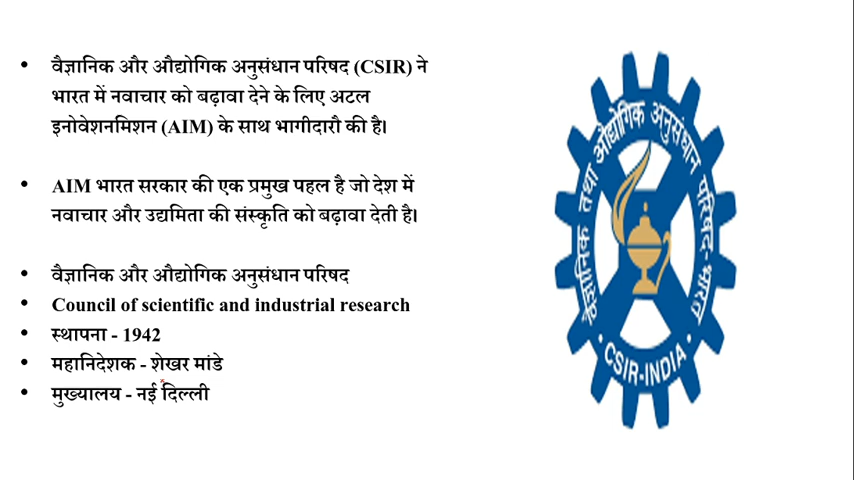 • वैज्ञानिक और औद्योगिक अनुसंधान परिषद (CSIR) ने
भारत में नवाचार को बढ़ावा देने के लिए अटल
इनोवेशनमिशन (AIM) के साथ भागीदारी की है।
• AIM भारत सरकार की एक प्रमुख पहल है जो देश में
नवाचार और उद्यमिता की संस्कृति को बढ़ावा देती है।
• वैज्ञानिक और औद्योगिक अनुसंधान परिषद
• Council of scientific and industrial research
• स्थापना - 1942
• महानिदेशक - शेखर मांडे
• मुख्यालय - नई दिल्ली
वैज्ञानिक तथा औद्योगिक अनुसंधान परिषद-भारत
• CSIR-INDIA •